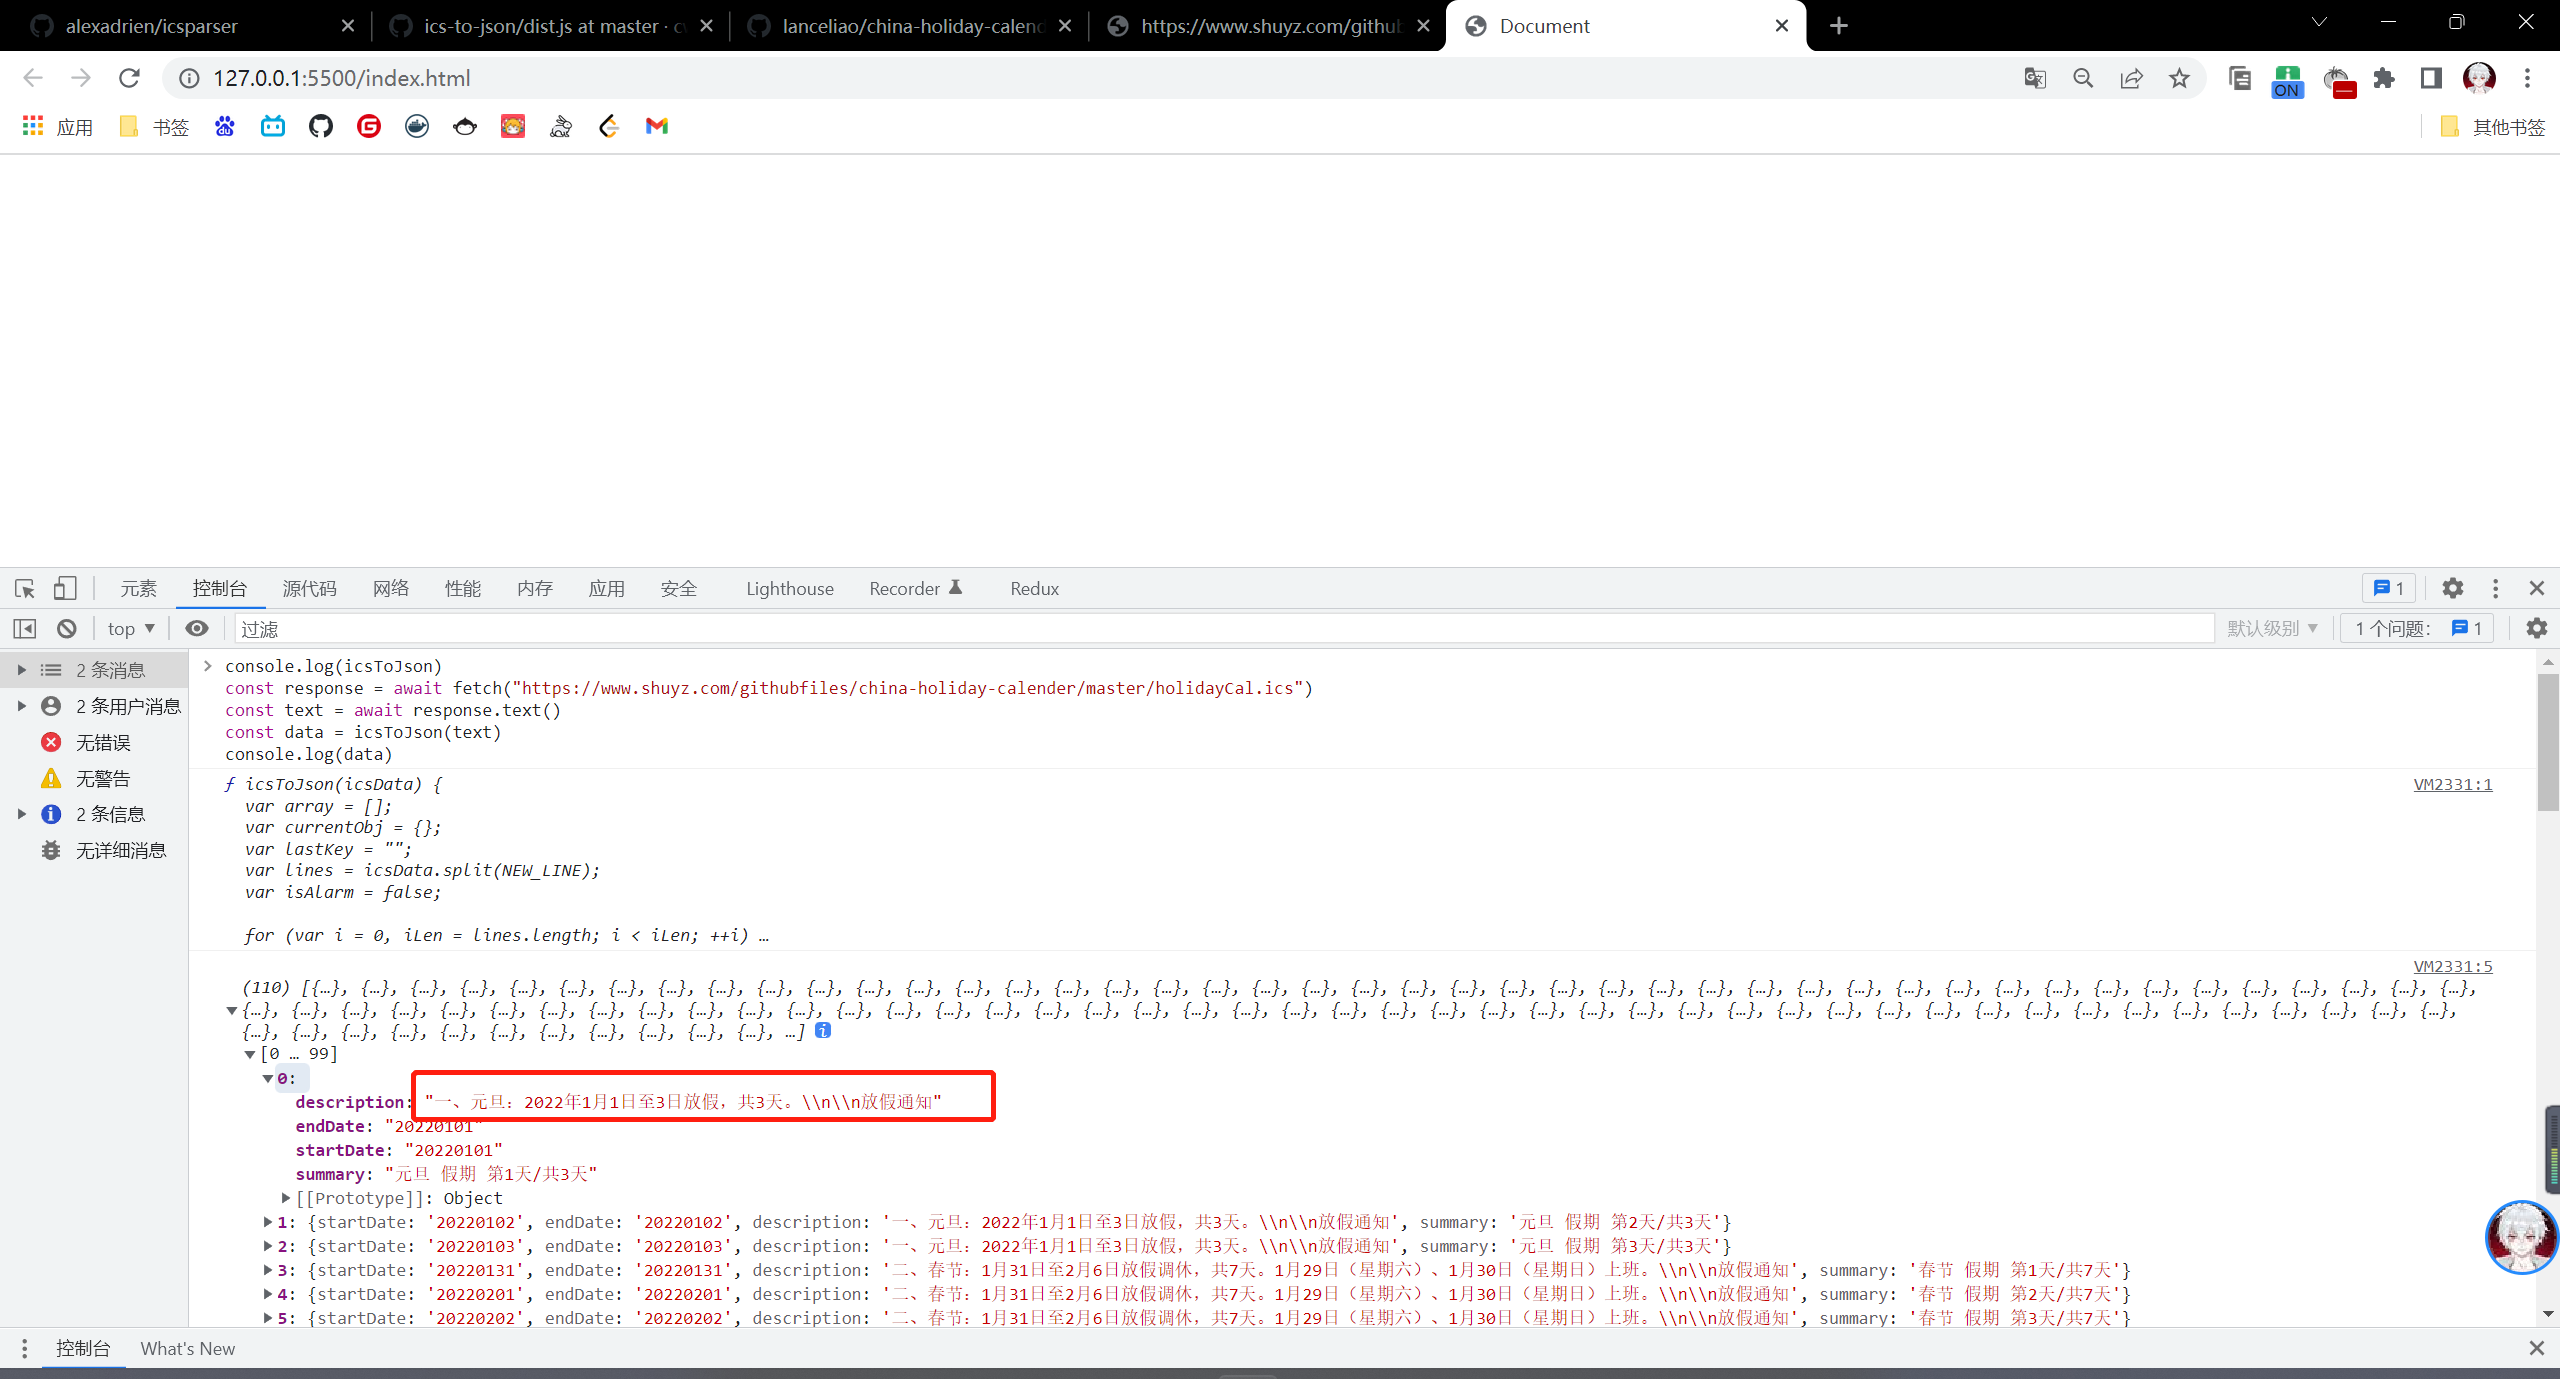 alexadrien/icsparser
ics-to-json/dist.js at master · cw
lanceliao/china-holiday-calend
https://www.shuyz.com/github
Document
127.0.0.1:5500/index.html
ON
应用
书签
其他书签
元素 控制台 源代码 网络 性能 内存 应用 安全 Lighthouse Recorder Redux
1
top
过滤
默认级别
1 个问题: 1
2 条消息
2 条用户消息
无错误
无警告
2 条信息
无详细消息
console.log(icsToJson)
const response = await fetch("https://www.shuyz.com/githubfiles/china-holiday-calender/master/holidayCal.ics")
const text = await response.text()
const data = icsToJson(text)
console.log(data)
VM2331:1
ƒ icsToJson(icsData) {
var array = [];
var currentObj = {};
var lastKey = "";
var lines = icsData.split(NEW_LINE);
var isAlarm = false;
for (var i = 0, iLen = lines.length; i < iLen; ++i) …
VM2331:5
(110) [{…}, {…}, {…}, {…}, {…}, {…}, {…}, {…}, {…}, {…}, {…}, {…}, {…}, {…}, {…}, {…}, {…}, {…}, {…}, {…}, {…}, {…}, {…}, {…}, {…}, {…}, {…}, {…}, {…}, {…}, {…}, {…}, {…}, {…}, {…}, {…}, {…}, {…}, {…}, {…}, {…}, {…}, {…}, {…},
{…}, {…}, {…}, {…}, {…}, {…}, {…}, {…}, {…}, {…}, {…}, {…}, {…}, {…}, {…}, {…}, {…}, {…}, {…}, {…}, {…}, {…}, {…}, {…}, {…}, {…}, {…}, {…}, {…}, {…}, {…}, {…}, {…}, {…}, {…}, {…}, {…}, {…}, {…}, {…}, {…}, {…}, {…}, {…}, {…},
{…}, {…}, {…}, {…}, {…}, {…}, {…}, {…}, {…}, {…}, {…}, …]
[0 … 99]
0:
description: "一、元旦：2022年1月1日至3日放假，共3天。\\n\\n放假通知"
endDate: "20220101"
startDate: "20220101"
summary: "元旦 假期 第1天/共3天"
[[Prototype]]: Object
1: {startDate: '20220102', endDate: '20220102', description: '一、元旦：2022年1月1日至3日放假，共3天。\\n\\n放假通知', summary: '元旦 假期 第2天/共3天'}
2: {startDate: '20220103', endDate: '20220103', description: '一、元旦：2022年1月1日至3日放假，共3天。\\n\\n放假通知', summary: '元旦 假期 第3天/共3天'}
3: {startDate: '20220131', endDate: '20220131', description: '二、春节：1月31日至2月6日放假调休，共7天。1月29日（星期六）、1月30日（星期日）上班。\\n\\n放假通知', summary: '春节 假期 第1天/共7天'}
4: {startDate: '20220201', endDate: '20220201', description: '二、春节：1月31日至2月6日放假调休，共7天。1月29日（星期六）、1月30日（星期日）上班。\\n\\n放假通知', summary: '春节 假期 第2天/共7天'}
5: {startDate: '20220202', endDate: '20220202', description: '二、春节：1月31日至2月6日放假调休，共7天。1月29日（星期六）、1月30日（星期日）上班。\\n\\n放假通知', summary: '春节 假期 第3天/共7天'}
控制台 What's New